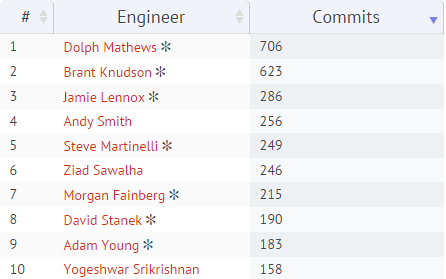 # Engineer Commits
1 Dolph Mathews ✻ 706
2 Brant Knudson ✻ 623
3 Jamie Lennox ✻ 286
4 Andy Smith 256
5 Steve Martinelli ✻ 249
6 Ziad Sawalha 246
7 Morgan Fainberg ✻ 215
8 David Stanek ✻ 190
9 Adam Young ✻ 183
10 Yogeshwar Srikrishnan 158